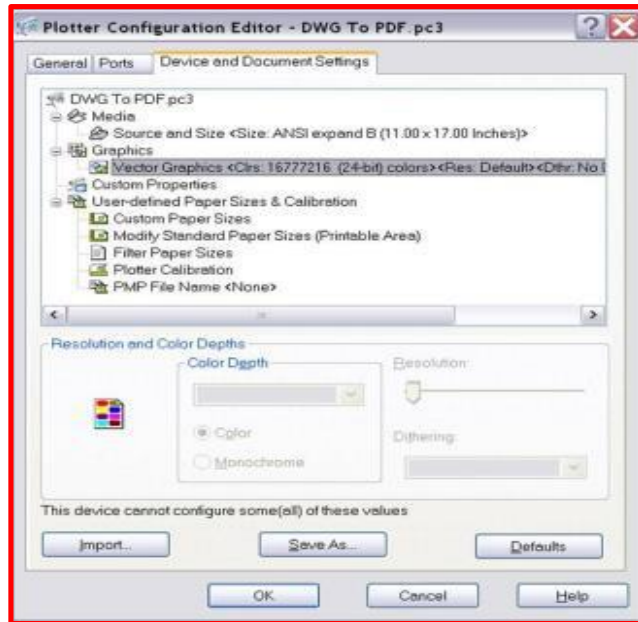 Plotter Configuration Editor - DWG To PDF.pc3
General Ports Device and Document Settings
DWG To PDF.pc3
Media
Source and Size <Size: ANSI expand B (11.00 x 17.00 Inches)>
Graphics
Vector Graphics <Clrs: 16777216 (24-bit) colors><Res: Default><Dthr: No
Custom Properties
User-defined Paper Sizes & Calibration
Custom Paper Sizes
Modify Standard Paper Sizes (Printable Area)
Filter Paper Sizes
Plotter Calibration
PMP File Name <None>
Resolution and Color Depths
Color Depth
Resolution:
Color
Monochrome
Dithering:
This device cannot configure some(all) of these values
Import... Save As... Defaults
OK Cancel Help